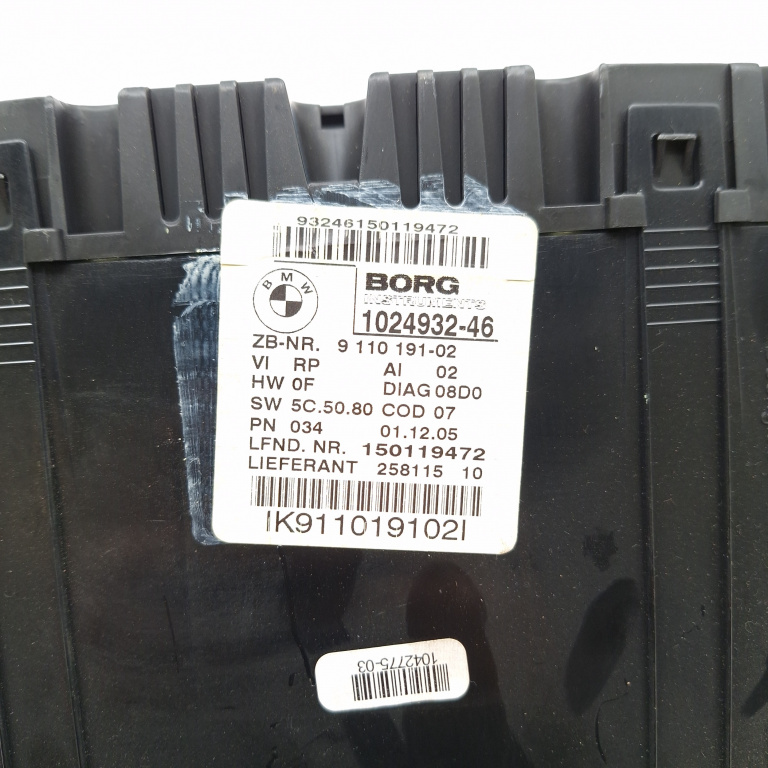 93246150119472
BMW
BORG
INSTRUMENTS
1024932-46
ZB-NR. 9 110 191-02
VI RP AI 02
HW 0F DIAG 08D0
SW 5C.50.80 COD 07
PN 034 01.12.05
LFND. NR. 150119472
LIEFERANT 258115 10
IK911019102I
1042775-03